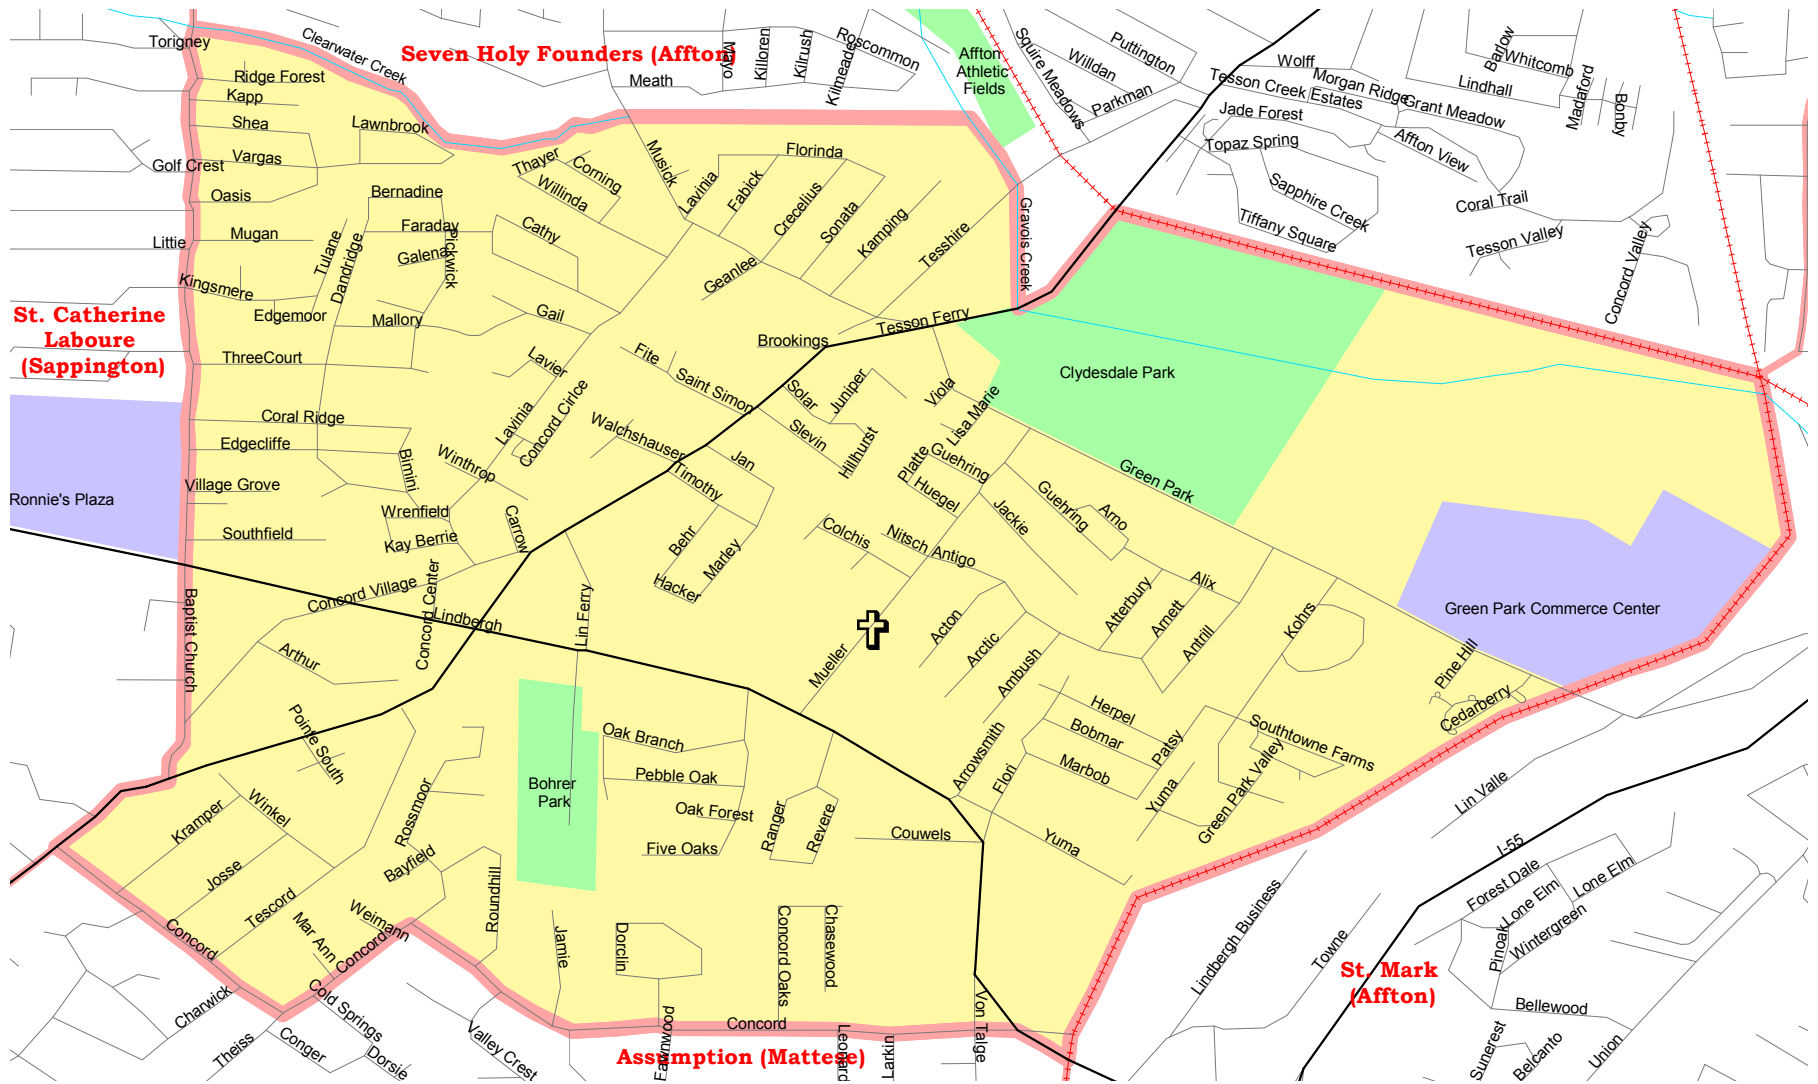 Torigney
Clearwater Creek
Seven Holy Founders (Affton)
Mayo
Killoren
Kilrush
Kilmeade
Roscommon
Meath
Affton
Athletic
Fields
Squire Meadows
Willdan
Puttington
Parkman
Wolff
Tesson Creek Estates
Morgan Ridge
Grant Meadow
Lindhall
Barlow
Whitcomb
Madaford
Bonby
Jade Forest
Topaz Spring
Affton View
Sapphire Creek
Coral Trail
Tiffany Square
Tesson Valley
Concord Valley
Ridge Forest
Kapp
Shea
Lawnbrook
Vargas
Golf Crest
Oasis
Bernadine
Thayer
Corning
Willinda
Musick
Lavinia
Fabick
Florinda
Crecelius
Sonata
Kamping
Tesshire
Gravois Creek
Geanlee
Littie
Mugan
Tulane
Dandridge
Faraday
Galena
Pickwick
Cathy
Kingsmere
Edgemoor
Mallory
Gail
St. Catherine
Laboure
(Sappington)
ThreeCourt
Brookings
Tesson Ferry
Fite
Saint Simon
Solar
Juniper
Viola
Lisa Marie
Clydesdale Park
Lavier
Lavinia
Concord Cirlce
Coral Ridge
Edgecliffe
Bimini
Winthrop
Walchshauser
Timothy
Jan
Slevin
Hillhurst
Platte
Guehring
Huegel
Green Park
Guehring
Arno
Jackie
Ronnie's Plaza
Village Grove
Wrenfield
Southfield
Kay Berrie
Carrow
Behr
Marley
Hacker
Colchis
Nitsch Antigo
Alix
Atterbury
Arnett
Antrill
Kohrs
Green Park Commerce Center
Concord Village
Concord Center
Lindbergh
Lin Ferry
Baptist Church
Arthur
Mueller
Acton
Arctic
Ambush
Pine Hill
Cedarberry
Herpel
Bobmar
Marbob
Patsy
Southtowne Farms
Green Park Valley
Yuma
Arrowsmith
Flori
Yuma
Pointe South
Oak Branch
Pebble Oak
Oak Forest
Five Oaks
Ranger
Revere
Couwels
Bohrer
Park
Rossmoor
Bayfield
Roundhill
Kramper
Winkel
Josse
Tescord
Mar Ann
Weimann
Concord
Concord
Jamie
Dorclin
Concord Oaks
Chasewood
Charwick
Theiss
Cold Springs
Conger
Dorsie
Valley Crest
Fawnwood
Concord
Assumption (Mattese)
Leonard
Larkin
Von Talge
Lin Valle
I-55
Forest Dale
Lone Elm
Lone Elm
Wintergreen
Pinoak
Lindbergh Business
Towne
St. Mark
(Affton)
Bellewood
Suncrest
Belcanto
Union